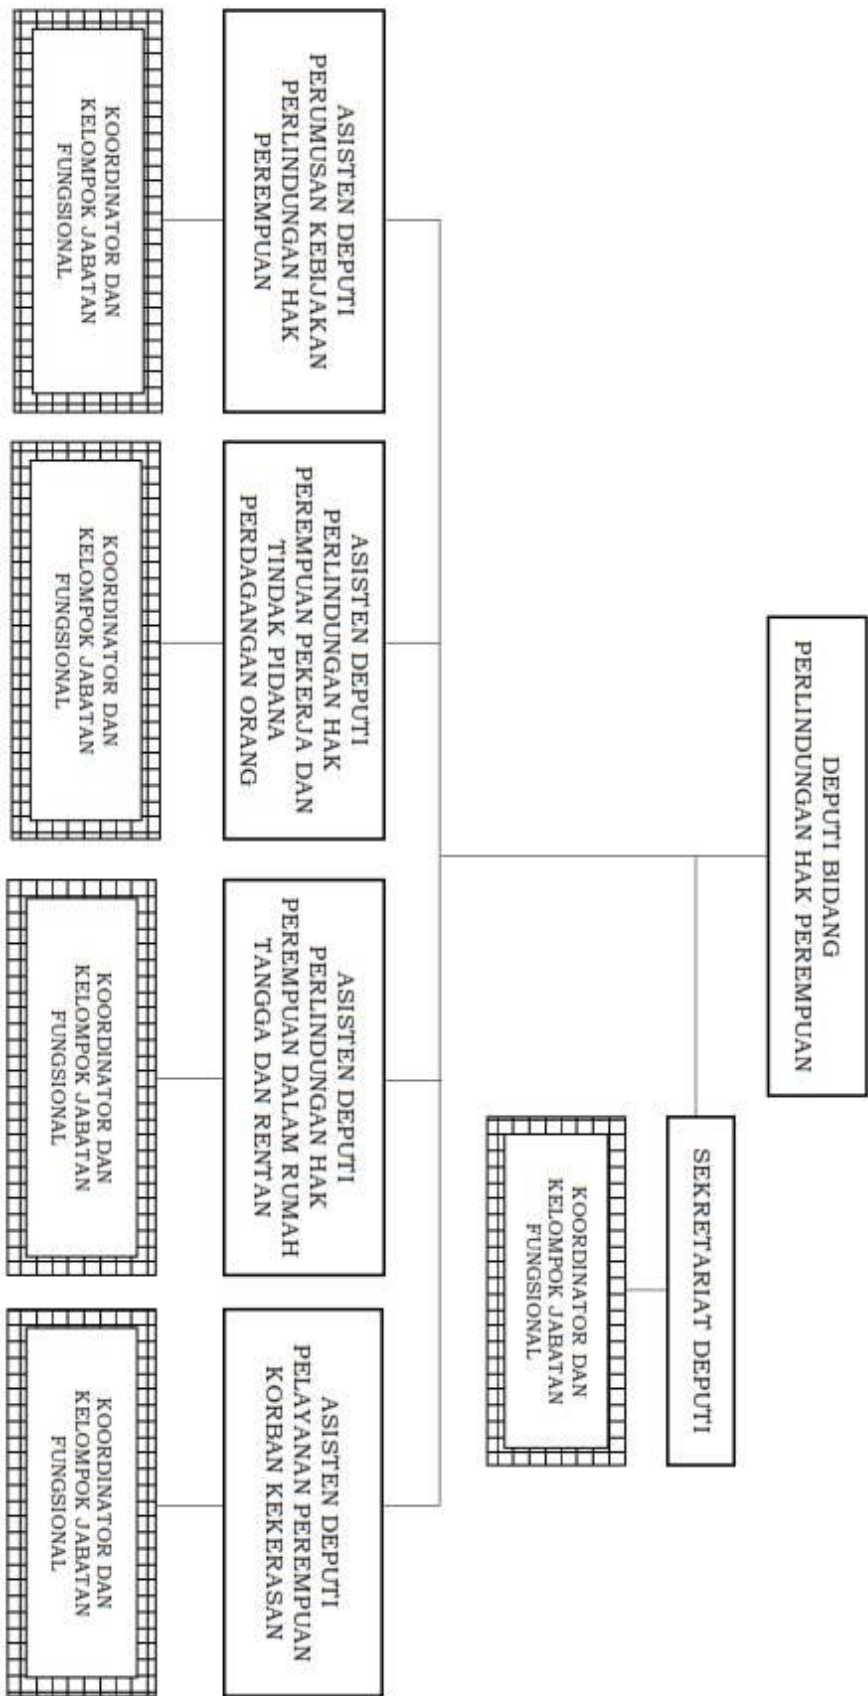 DEPUTI BIDANG
PERLINDUNGAN HAK PEREMPUAN
SEKRETARIAT DEPUTI
KOORDINATOR DAN
KELOMPOK JABATAN
FUNGSIONAL
ASISTEN DEPUTI
PERUMUSAN KEBIJAKAN
PERLINDUNGAN HAK
PEREMPUAN
ASISTEN DEPUTI
PERLINDUNGAN HAK
PEREMPUAN PEKERJA DAN
TINDAK PIDANA
PERDAGANGAN ORANG
ASISTEN DEPUTI
PERLINDUNGAN HAK
PEREMPUAN DALAM RUMAH
TANGGA DAN RENTAN
ASISTEN DEPUTI
PELAYANAN PEREMPUAN
KORBAN KEKERASAN
KOORDINATOR DAN
KELOMPOK JABATAN
FUNGSIONAL
KOORDINATOR DAN
KELOMPOK JABATAN
FUNGSIONAL
KOORDINATOR DAN
KELOMPOK JABATAN
FUNGSIONAL
KOORDINATOR DAN
KELOMPOK JABATAN
FUNGSIONAL